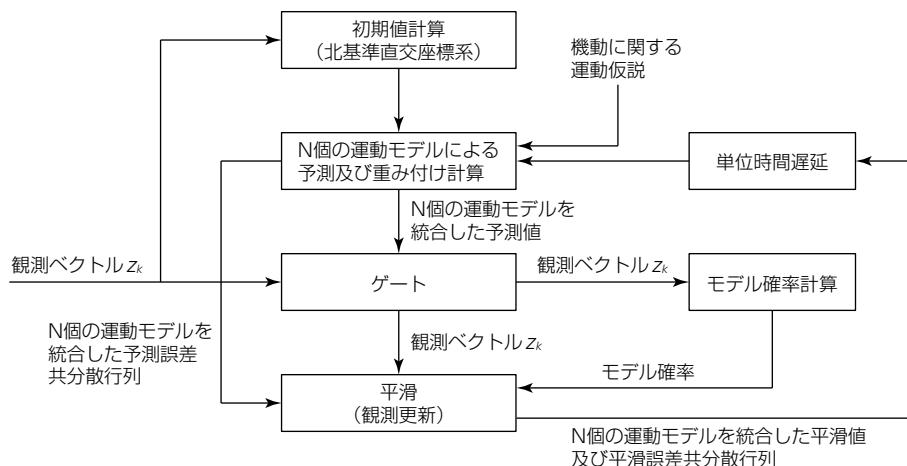 初期値計算
（北基準直交座標系）
機動に関する
運動仮説
N個の運動モデルによる
予測及び重み付け計算
単位時間遅延
N個の運動モデルを
統合した予測値
観測ベクトル zk
ゲート
観測ベクトル zk
モデル確率計算
N個の運動モデルを
統合した予測誤差
共分散行列
観測ベクトル zk
モデル確率
平滑
（観測更新）
N個の運動モデルを統合した平滑値
及び平滑誤差共分散行列